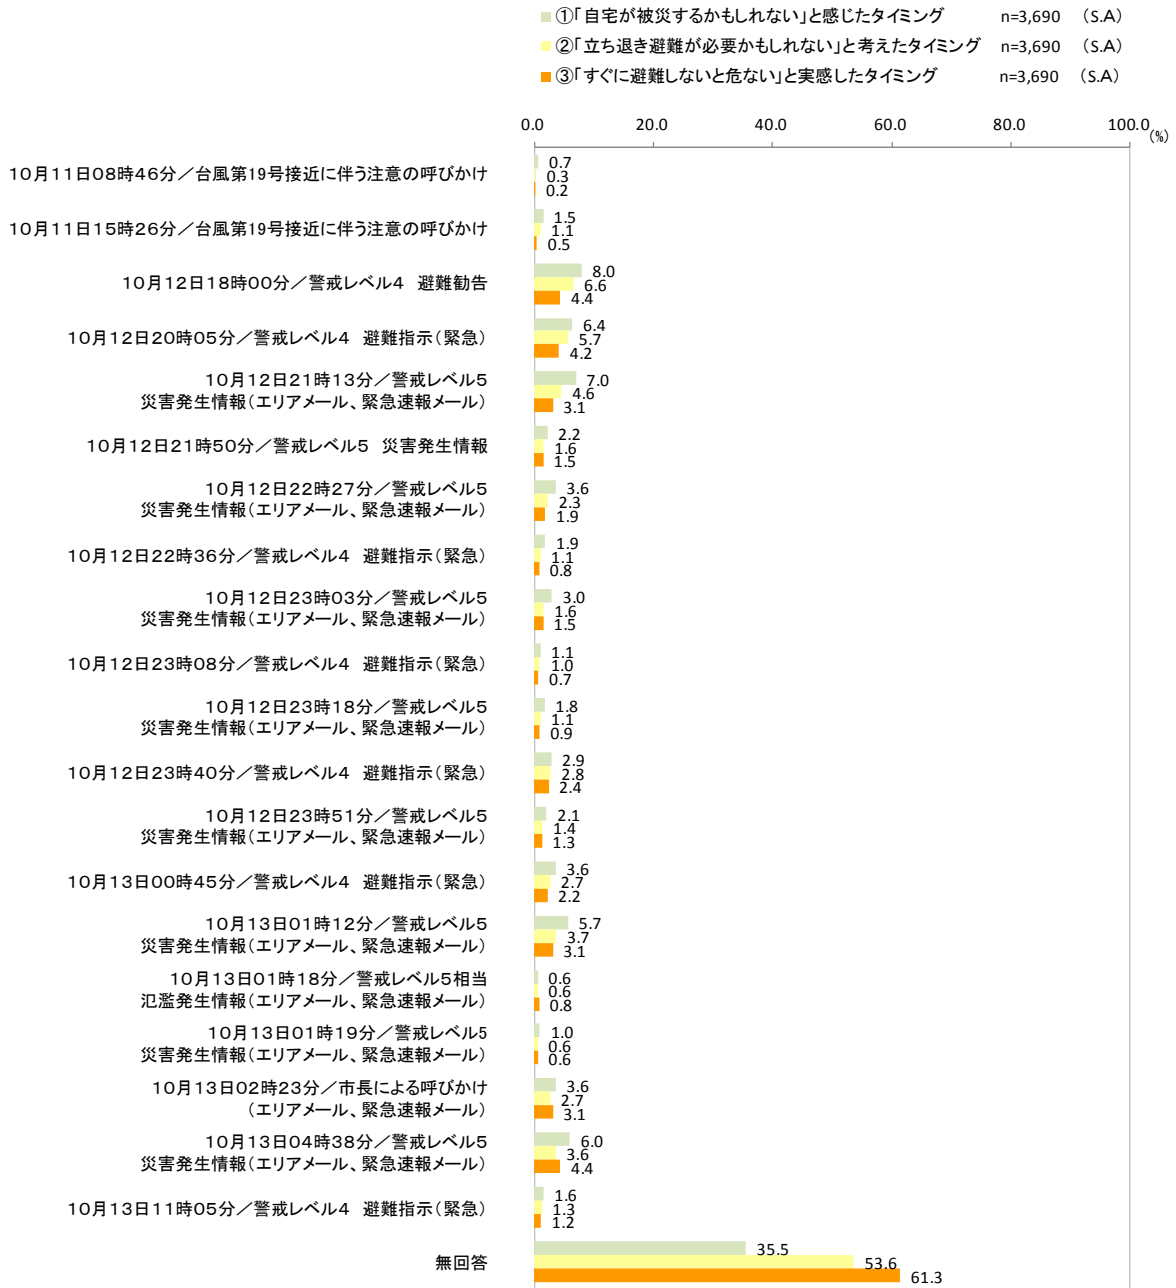 ①「自宅が被災するかもしれない」と感じたタイミング n=3,690 (S.A)
②「立ち退き避難が必要かもしれない」と考えたタイミング n=3,690 (S.A)
③「すぐに避難しないと危ない」と実感したタイミング n=3,690 (S.A)
0.0 20.0 40.0 60.0 80.0 100.0 (%)
10月11日08時46分／台風第19号接近に伴う注意の呼びかけ
0.7
0.3
0.2
10月11日15時26分／台風第19号接近に伴う注意の呼びかけ
1.5
1.1
0.5
10月12日18時00分／警戒レベル4 避難勧告
8.0
6.6
4.4
10月12日20時05分／警戒レベル4 避難指示(緊急)
6.4
5.7
4.2
10月12日21時13分／警戒レベル5
災害発生情報(エリアメール、緊急速報メール)
7.0
4.6
3.1
10月12日21時50分／警戒レベル5 災害発生情報
2.2
1.6
1.5
10月12日22時27分／警戒レベル5
災害発生情報(エリアメール、緊急速報メール)
3.6
2.3
1.9
10月12日22時36分／警戒レベル4 避難指示(緊急)
1.9
1.1
0.8
10月12日23時03分／警戒レベル5
災害発生情報(エリアメール、緊急速報メール)
3.0
1.6
1.5
10月12日23時08分／警戒レベル4 避難指示(緊急)
1.1
1.0
0.7
10月12日23時18分／警戒レベル5
災害発生情報(エリアメール、緊急速報メール)
1.8
1.1
0.9
10月12日23時40分／警戒レベル4 避難指示(緊急)
2.9
2.8
2.4
10月12日23時51分／警戒レベル5
災害発生情報(エリアメール、緊急速報メール)
2.1
1.4
1.3
10月13日00時45分／警戒レベル4 避難指示(緊急)
3.6
2.7
2.2
10月13日01時12分／警戒レベル5
災害発生情報(エリアメール、緊急速報メール)
5.7
3.7
3.1
10月13日01時18分／警戒レベル5相当
氾濫発生情報(エリアメール、緊急速報メール)
0.6
0.6
0.8
10月13日01時19分／警戒レベル5
災害発生情報(エリアメール、緊急速報メール)
1.0
0.6
0.6
10月13日02時23分／市長による呼びかけ
(エリアメール、緊急速報メール)
3.6
2.7
3.1
10月13日04時38分／警戒レベル5
災害発生情報(エリアメール、緊急速報メール)
6.0
3.6
4.4
10月13日11時05分／警戒レベル4 避難指示(緊急)
1.6
1.3
1.2
無回答
35.5
53.6
61.3